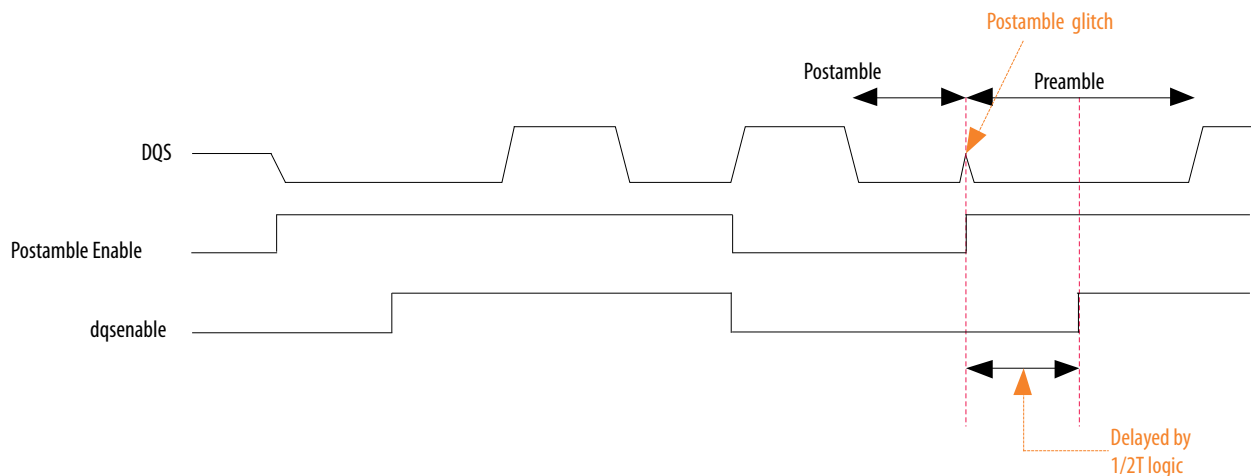 Postamble glitch
Postamble
Preamble
DQS
Postamble Enable
dqsenable
Delayed by
1/2T logic